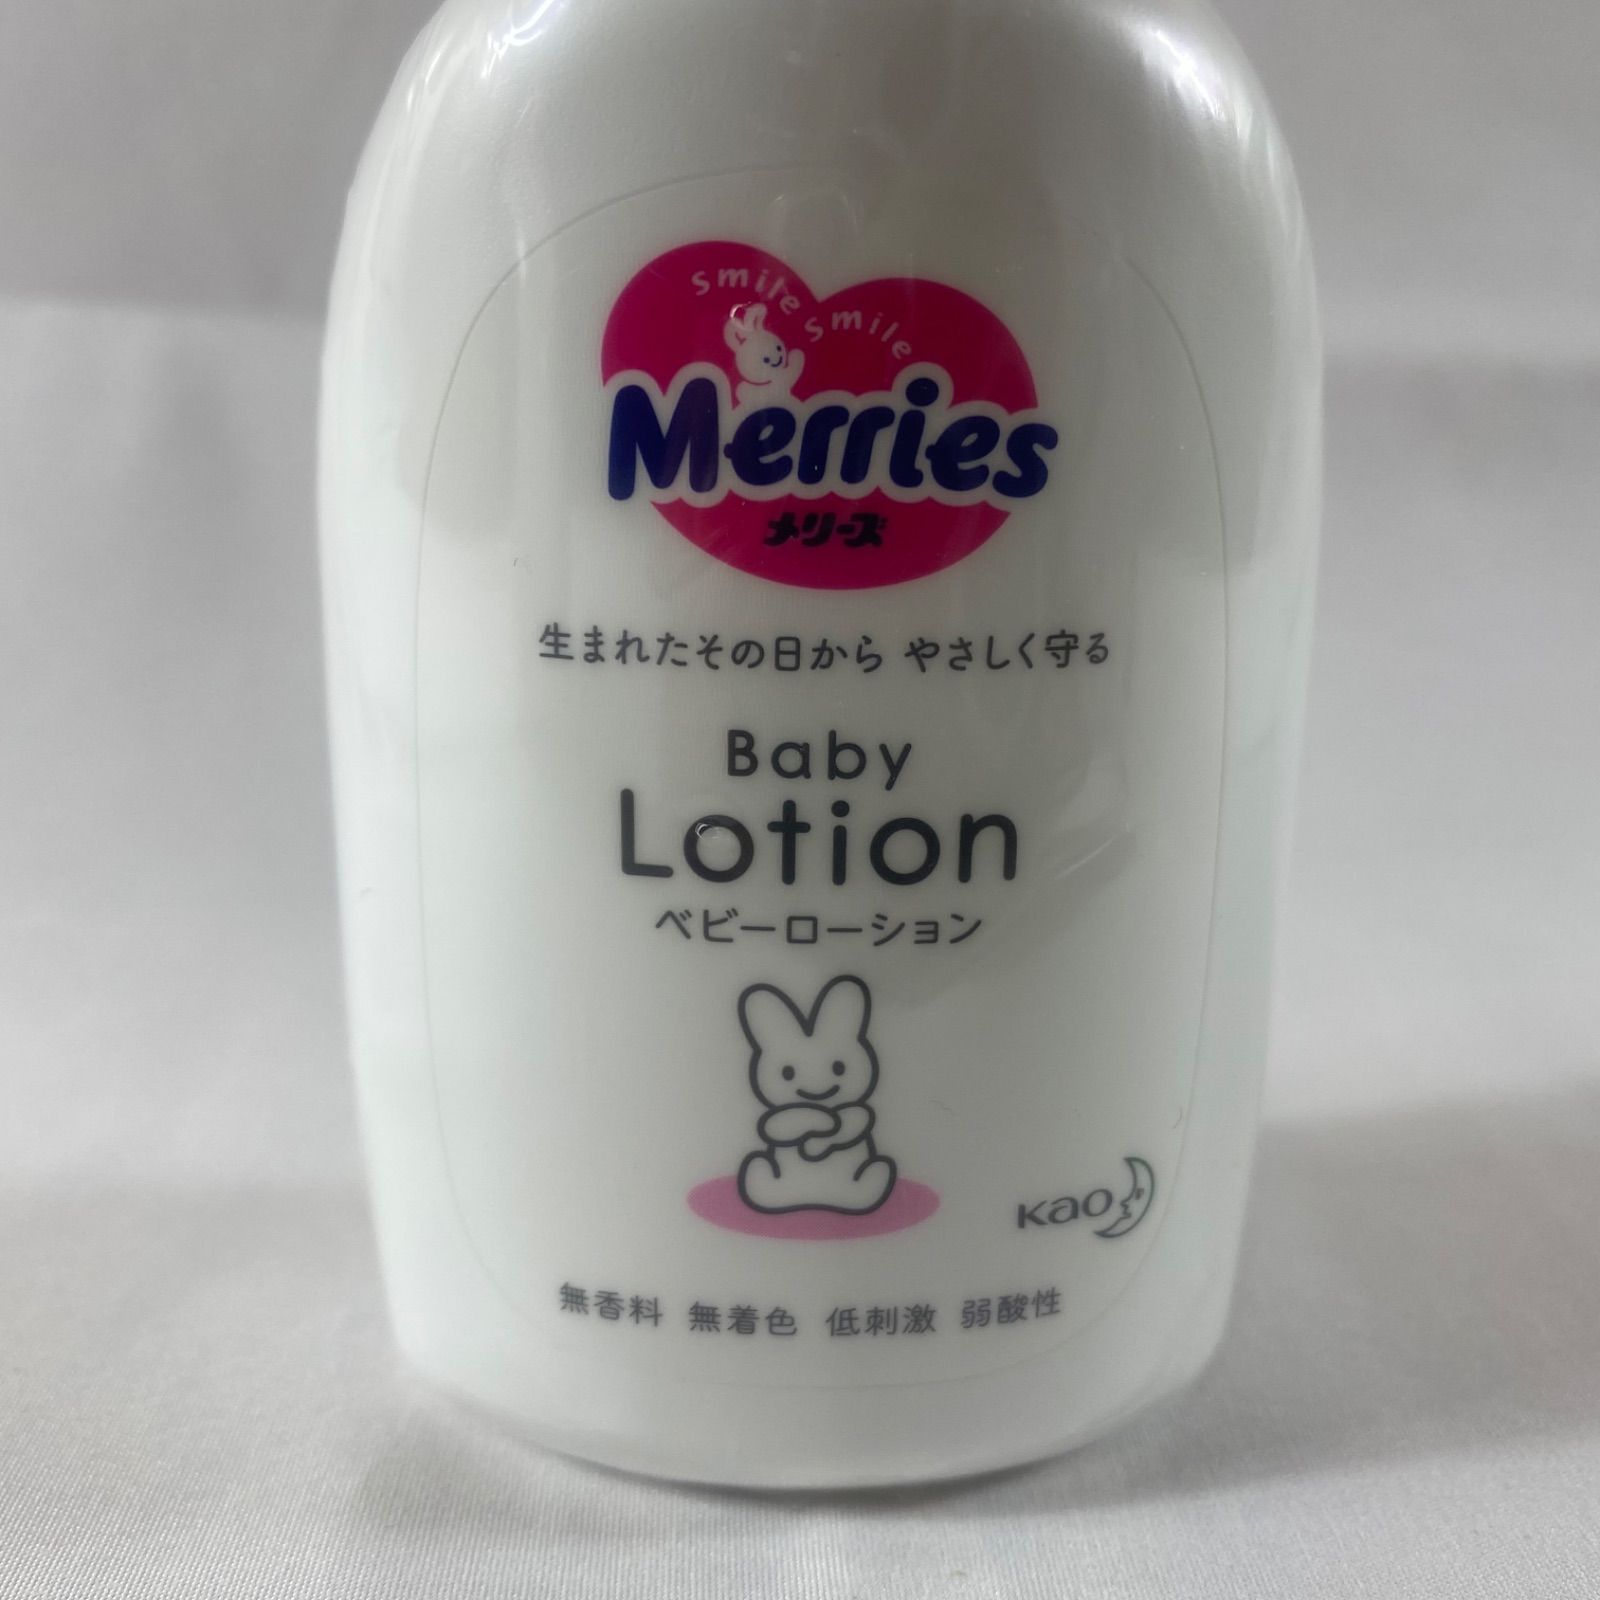 smile smile
Merries
メリーズ
生まれたその日から やさしく守る
Baby
Lotion
ベビーローション
Kao
無香料 無着色 低刺激 弱酸性